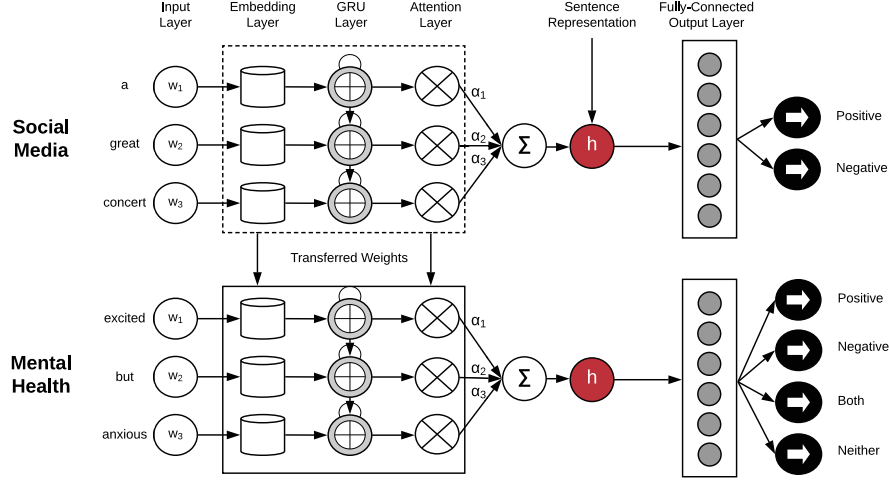 Input Layer
Embedding Layer
GRU Layer
Attention Layer
Sentence Representation
Fully-Connected Output Layer
Social Media
a
w₁
α₁
great
w₂
α₂
Σ
h
concert
w₃
α₃
Positive
Negative
Transferred Weights
Mental Health
excited
w₁
α₁
but
w₂
α₂
Σ
h
anxious
w₃
α₃
Positive
Negative
Both
Neither